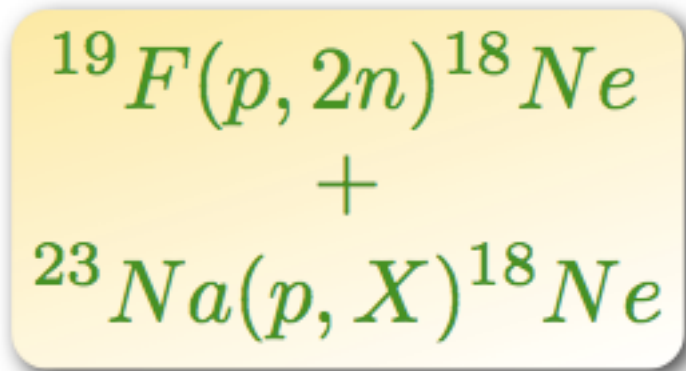 ¹⁹F(p, 2n)¹⁸Ne
+
²³Na(p, X)¹⁸Ne